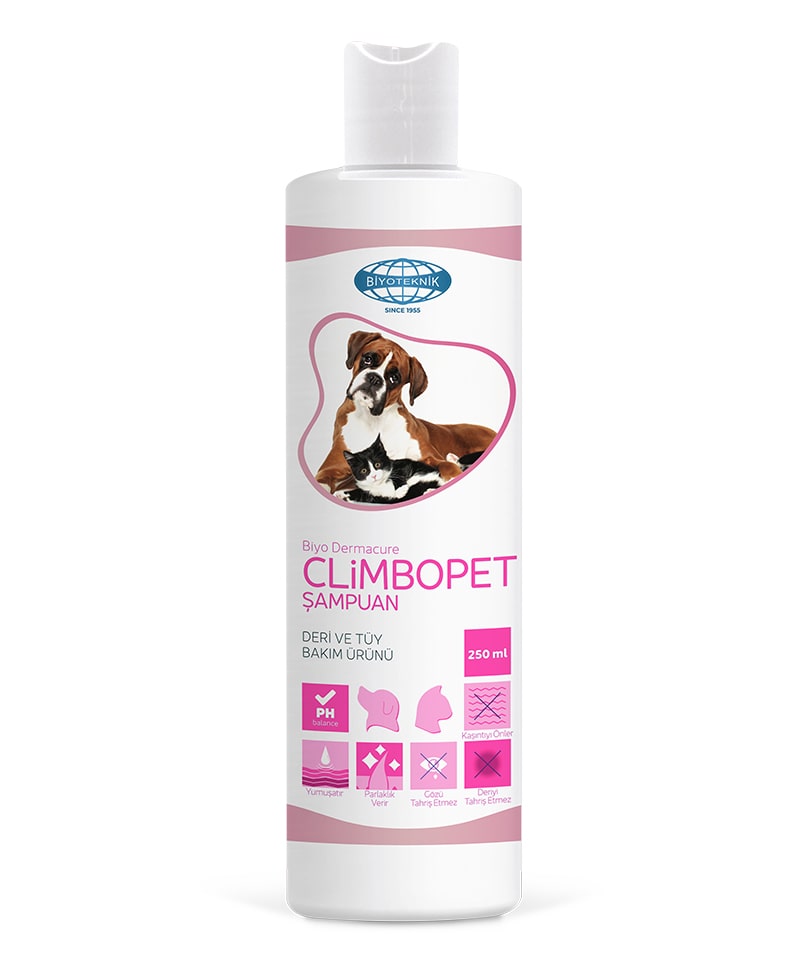 BİYOTEKNİK
SINCE 1955
Biyo Dermacure
CLiMBOPET
ŞAMPUAN
DERİ VE TÜY
BAKIM ÜRÜNÜ
250 ml
PH
balance
Kaşıntıyı Önler
Yumuşatır
Parlaklık
Verir
Gözü
Tahriş Etmez
Deriyi
Tahriş Etmez